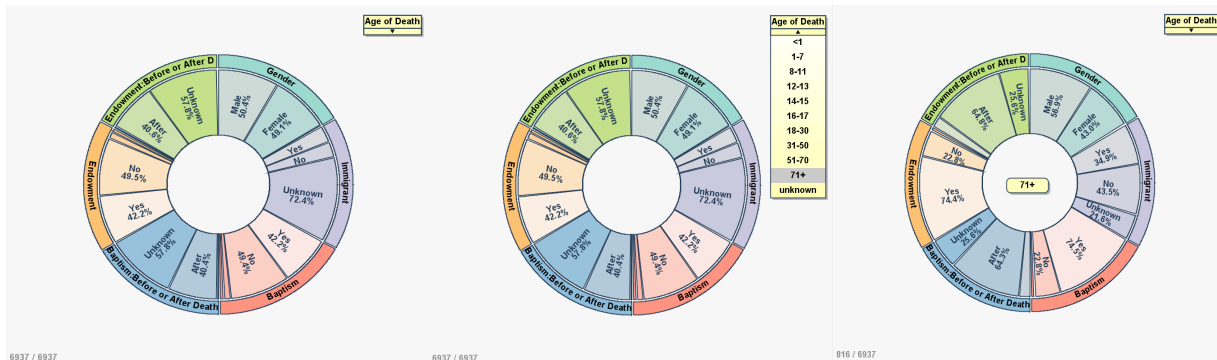 Age of Death
Endowment:Before or After D
Gender
Immigrant
Baptism
Baptism:Before or After Death
Endowment
Male
50.4%
Female
49.1%
Yes
No
Unknown
72.4%
Yes
42.2%
No
49.4%
After
40.4%
Unknown
57.8%
Yes
42.2%
No
49.5%
After
40.6%
Unknown
57.8%
6937 / 6937
Age of Death
<1
1-7
8-11
12-13
14-15
16-17
18-30
31-50
51-70
71+
unknown
Endowment:Before or After D
Gender
Immigrant
Baptism
Baptism:Before or After Death
Endowment
Male
50.4%
Female
49.1%
Yes
No
Unknown
72.4%
Yes
42.2%
No
49.4%
After
40.4%
Unknown
57.8%
Yes
42.2%
No
49.5%
After
40.6%
Unknown
57.8%
6937 / 6937
Age of Death
Endowment:Before or After D
Gender
Immigrant
Baptism
Baptism:Before or After Death
Endowment
Male
56.9%
Female
43.0%
Yes
34.9%
No
43.5%
Unknown
21.6%
Yes
74.5%
No
22.8%
After
64.3%
Unknown
25.6%
Yes
74.4%
No
22.8%
After
64.8%
Unknown
25.6%
71+
816 / 6937